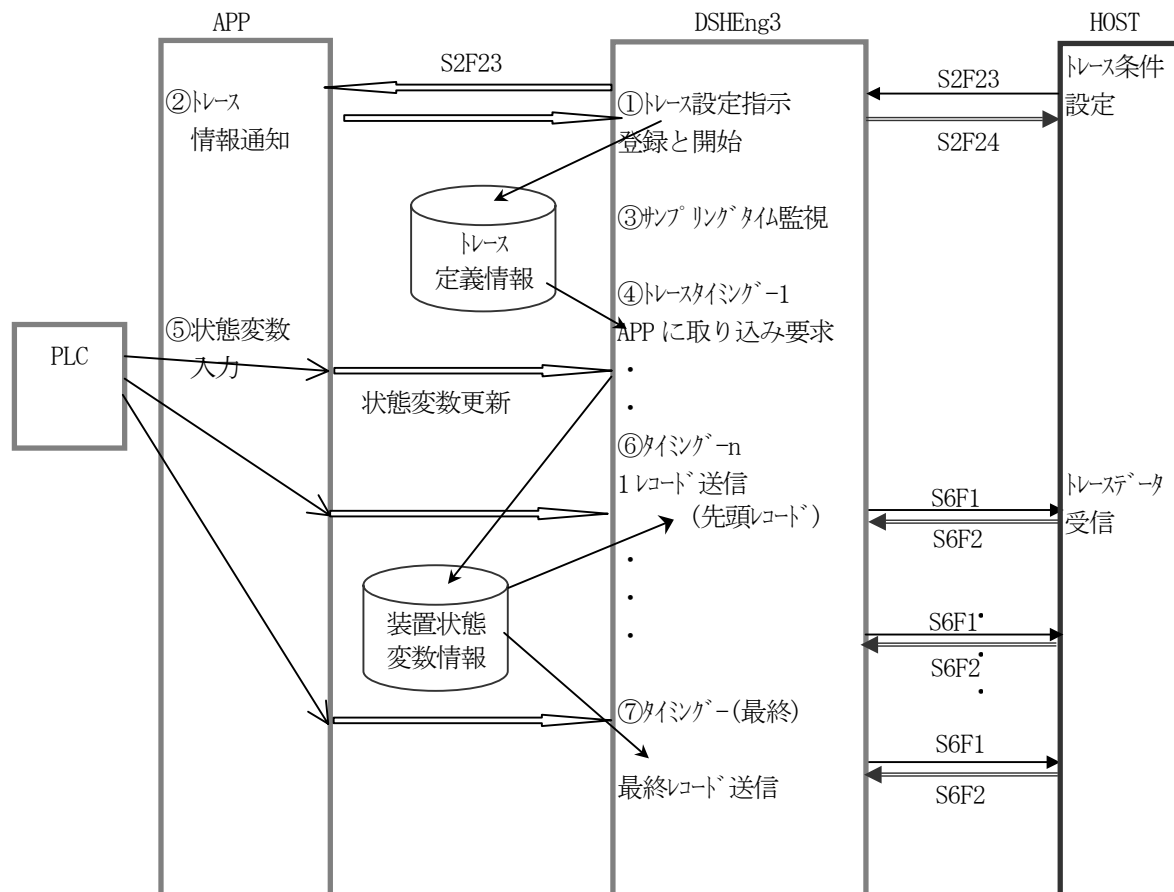 APP
DSHEng3
HOST
S2F23
S2F23
ﾄﾚｰｽ条件
設定
②ﾄﾚｰｽ
情報通知
①ﾄﾚｰｽ設定指示
登録と開始
S2F24
ﾄﾚｰｽ
定義情報
③ｻﾝﾌﾟﾘﾝｸﾞﾀｲﾑ監視
④ﾄﾚｰｽﾀｲﾐﾝｸﾞｰ1
APP に取り込み要求
PLC
⑤状態変数
入力
状態変数更新
・
・
⑥ﾀｲﾐﾝｸﾞｰn
1 ﾚｺｰﾄﾞ送信
(先頭ﾚｺｰﾄﾞ)
S6F1
S6F2
ﾄﾚｰｽﾃﾞｰﾀ
受信
・
・
・
装置状態
変数情報
S6F1
S6F2
・
・
・
⑦ﾀｲﾐﾝｸﾞｰ(最終)
最終ﾚｺｰﾄﾞ送信
S6F1
S6F2